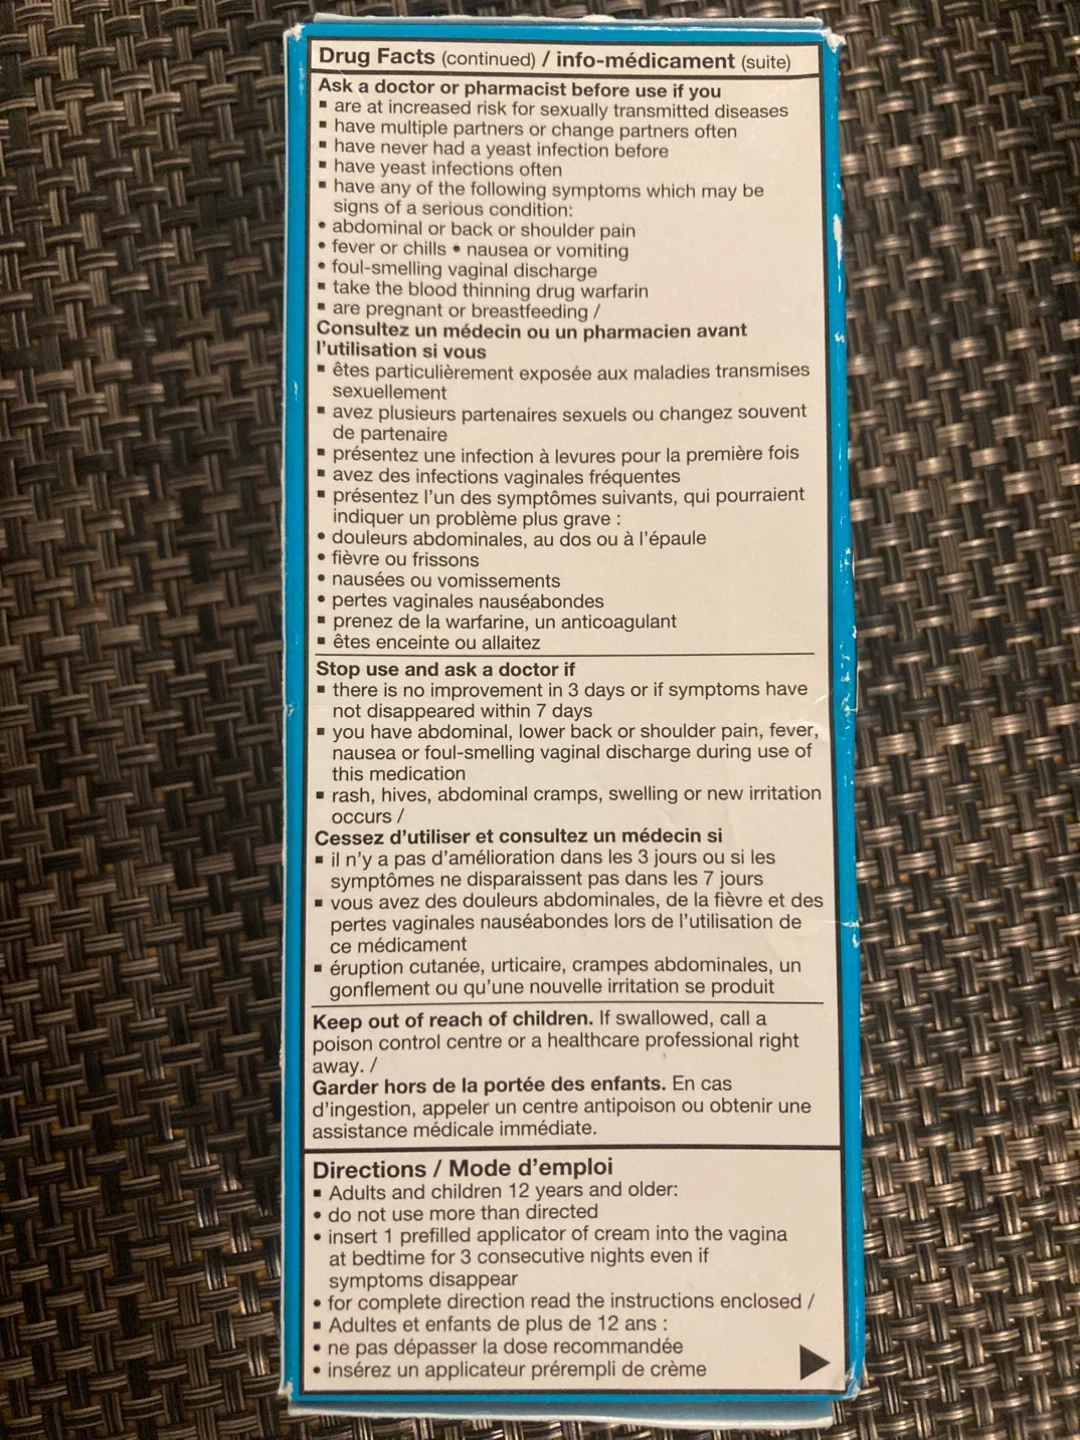 Drug Facts (continued) / info-médicament (suite)
Ask a doctor or pharmacist before use if you
▪ are at increased risk for sexually transmitted diseases
▪ have multiple partners or change partners often
▪ have never had a yeast infection before
▪ have yeast infections often
▪ have any of the following symptoms which may be
signs of a serious condition:
• abdominal or back or shoulder pain
• fever or chills • nausea or vomiting
• foul-smelling vaginal discharge
▪ take the blood thinning drug warfarin
▪ are pregnant or breastfeeding /
Consultez un médecin ou un pharmacien avant
l'utilisation si vous
▪ êtes particulièrement exposée aux maladies transmises
sexuellement
▪ avez plusieurs partenaires sexuels ou changez souvent
de partenaire
▪ présentez une infection à levures pour la première fois
▪ avez des infections vaginales fréquentes
▪ présentez l'un des symptômes suivants, qui pourraient
indiquer un problème plus grave :
• douleurs abdominales, au dos ou à l'épaule
• fièvre ou frissons
• nausées ou vomissements
• pertes vaginales nauséabondes
▪ prenez de la warfarine, un anticoagulant
▪ êtes enceinte ou allaitez
Stop use and ask a doctor if
▪ there is no improvement in 3 days or if symptoms have
not disappeared within 7 days
▪ you have abdominal, lower back or shoulder pain, fever,
nausea or foul-smelling vaginal discharge during use of
this medication
▪ rash, hives, abdominal cramps, swelling or new irritation
occurs /
Cessez d'utiliser et consultez un médecin si
▪ il n'y a pas d'amélioration dans les 3 jours ou si les
symptômes ne disparaissent pas dans les 7 jours
▪ vous avez des douleurs abdominales, de la fièvre et des
pertes vaginales nauséabondes lors de l'utilisation de
ce médicament
▪ éruption cutanée, urticaire, crampes abdominales, un
gonflement ou qu'une nouvelle irritation se produit
Keep out of reach of children. If swallowed, call a
poison control centre or a healthcare professional right
away. /
Garder hors de la portée des enfants. En cas
d'ingestion, appeler un centre antipoison ou obtenir une
assistance médicale immédiate.
Directions / Mode d'emploi
▪ Adults and children 12 years and older:
• do not use more than directed
• insert 1 prefilled applicator of cream into the vagina
at bedtime for 3 consecutive nights even if
symptoms disappear
• for complete direction read the instructions enclosed /
▪ Adultes et enfants de plus de 12 ans :
• ne pas dépasser la dose recommandée
• insérez un applicateur prérempli de crème